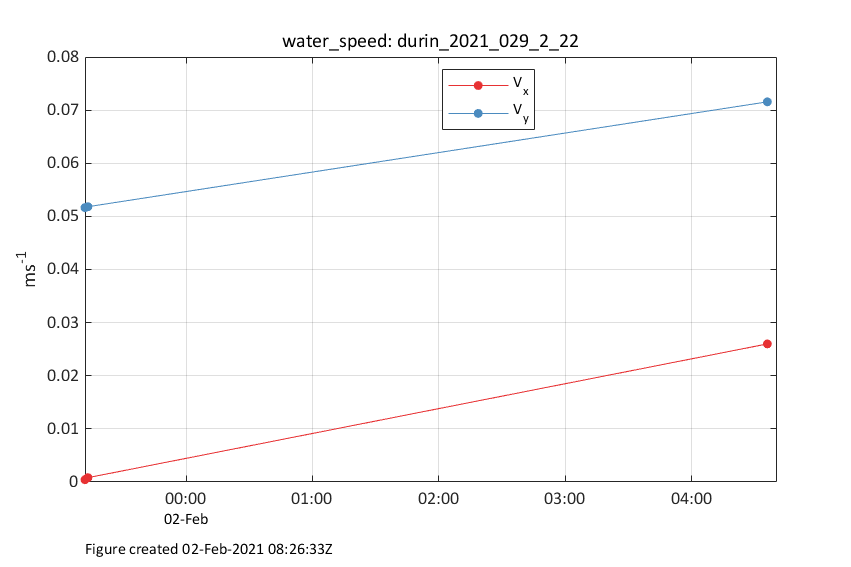 water_speed: durin_2021_029_2_22
0.08
0.07
0.06
0.05
0.04
0.03
0.02
0.01
0
ms-1
Vx
Vy
00:00 01:00 02:00 03:00 04:00
02-Feb
Figure created 02-Feb-2021 08:26:33Z